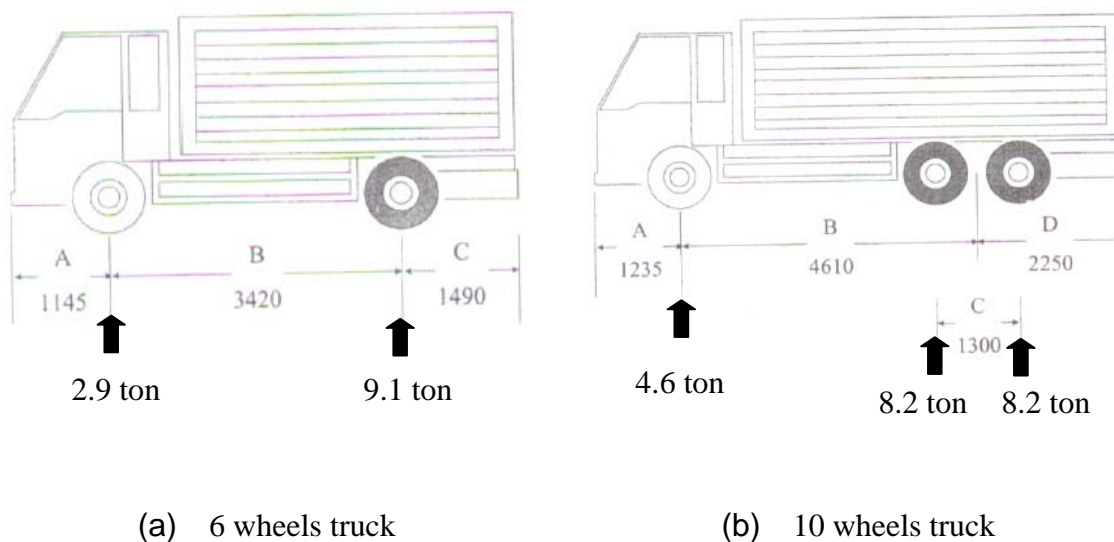 A B C
1145 3420 1490
2.9 ton 9.1 ton
(a) 6 wheels truck
A B D
1235 4610 2250
C
1300
4.6 ton
8.2 ton 8.2 ton
(b) 10 wheels truck